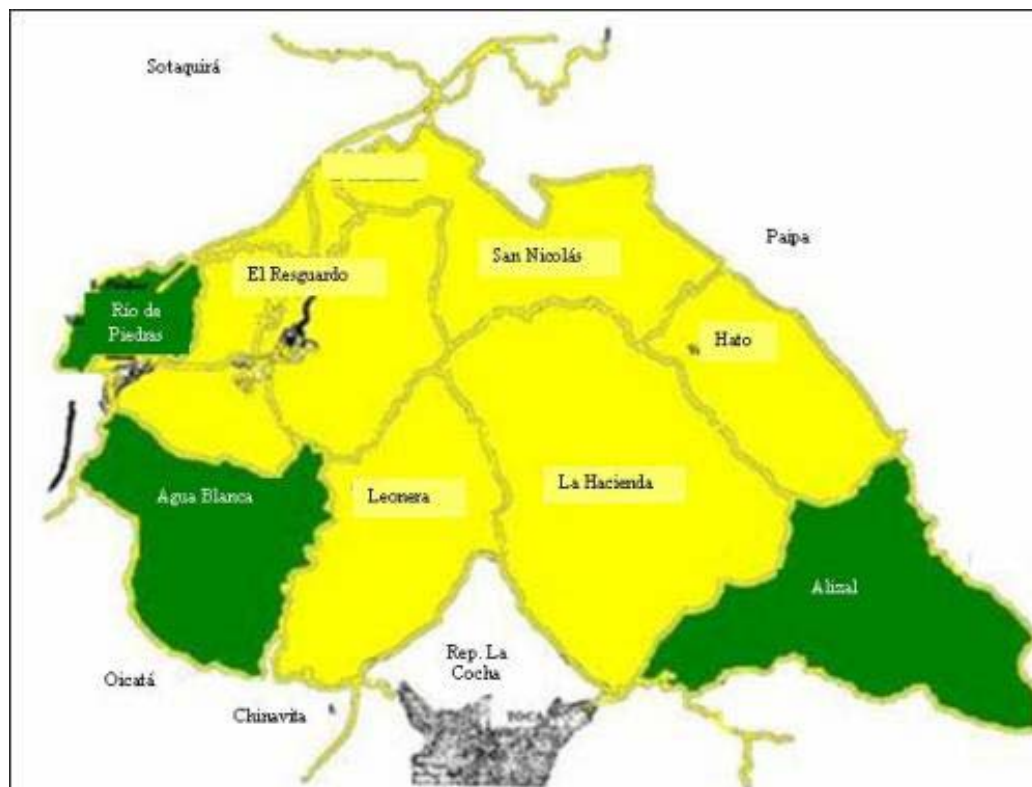 Sotaquirá
Paipa
San Nicolás
El Resguardo
Río de
Piedras
Hato
La Hacienda
Agua Blanca
Leonera
Alizal
Rep. La
Cocha
Oicatá
Chinavita
TOCA